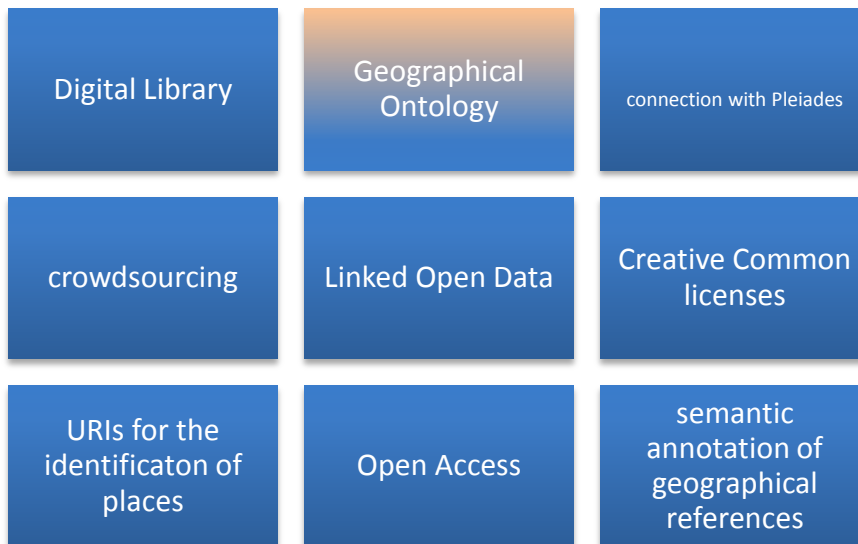 Digital Library
Geographical
Ontology
connection with Pleiades
crowdsourcing
Linked Open Data
Creative Common
licenses
URIs for the
identificaton of
places
Open Access
semantic
annotation of
geographical
references